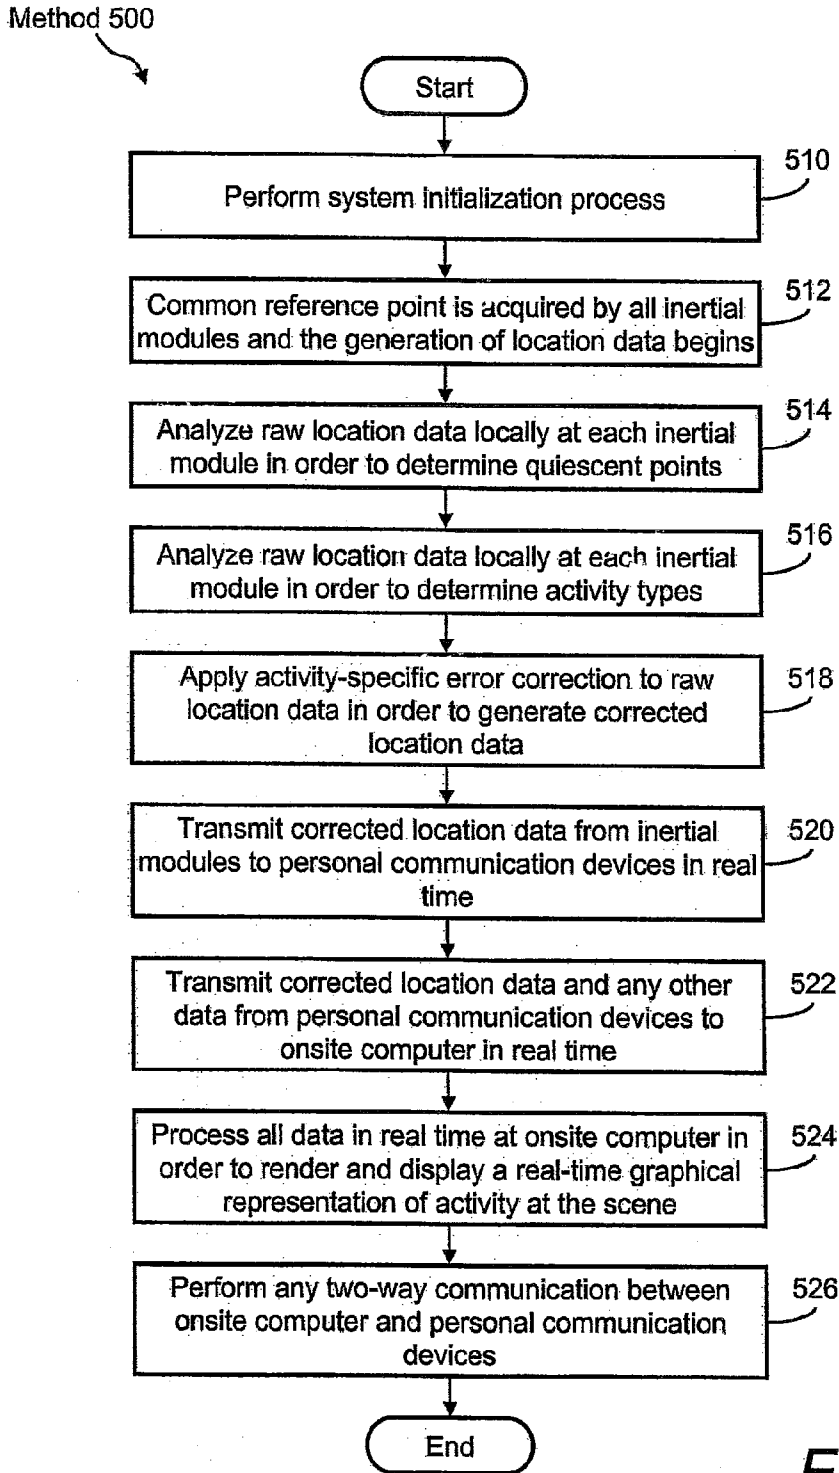 Method 500
Start
510
Perform system initialization process
512
Common reference point is acquired by all inertial
modules and the generation of location data begins
514
Analyze raw location data locally at each inertial
module in order to determine quiescent points
516
Analyze raw location data locally at each inertial
module in order to determine activity types
518
Apply activity-specific error correction to raw
location data in order to generate corrected
location data
520
Transmit corrected location data from inertial
modules to personal communication devices in real
time
522
Transmit corrected location data and any other
data from personal communication devices to
onsite computer in real time
524
Process all data in real time at onsite computer in
order to render and display a real-time graphical
representation of activity at the scene
526
Perform any two-way communication between
onsite computer and personal communication
devices
End